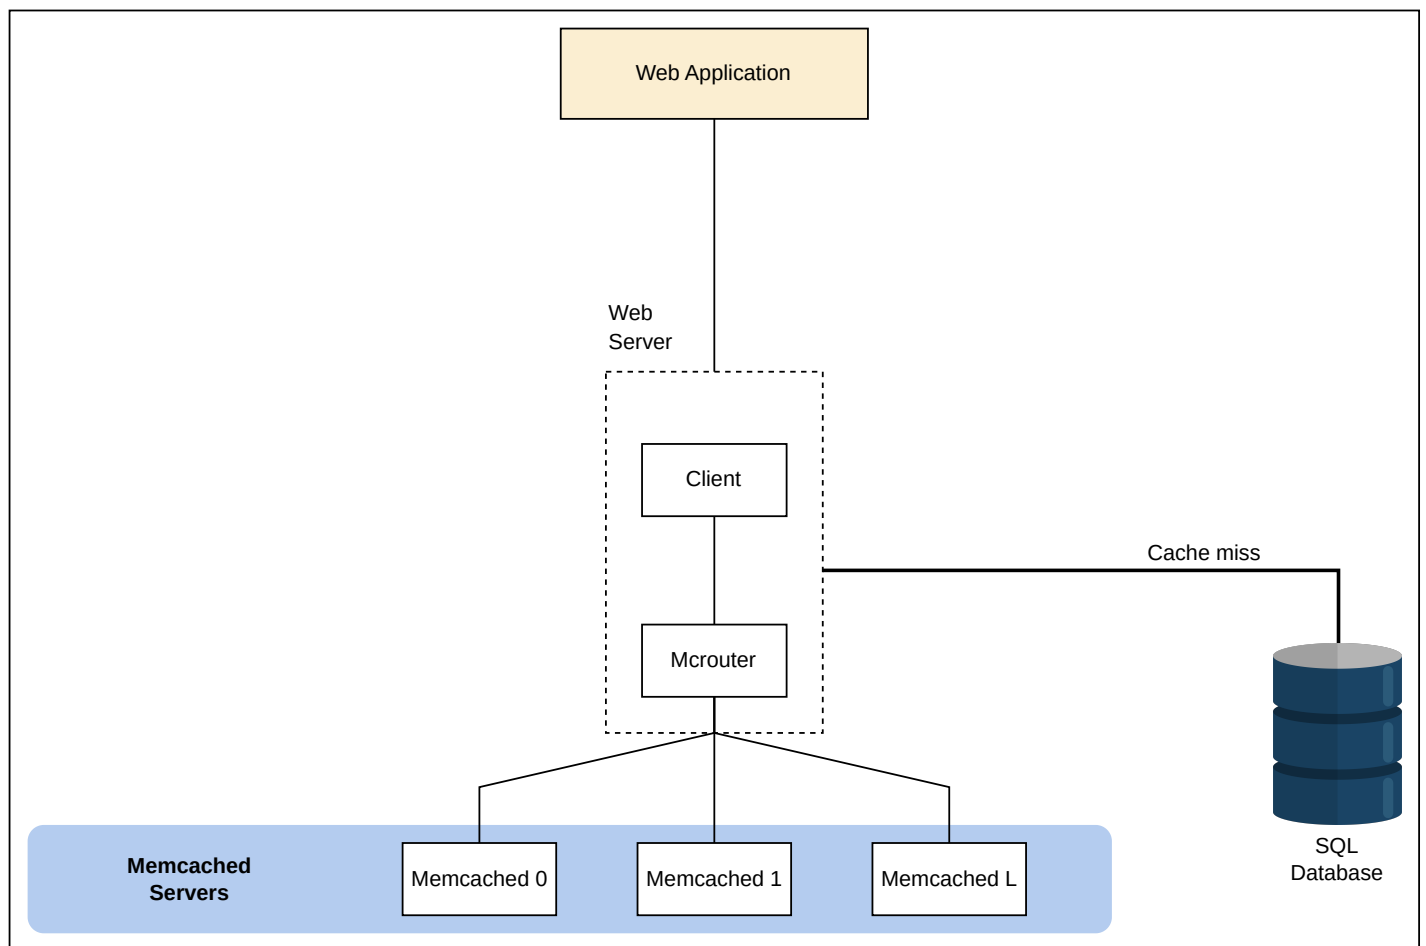 Web Application
Web
Server
Client
Cache miss
Mcrouter
SQL
Database
Memcached
Servers
Memcached 0
Memcached 1
Memcached L